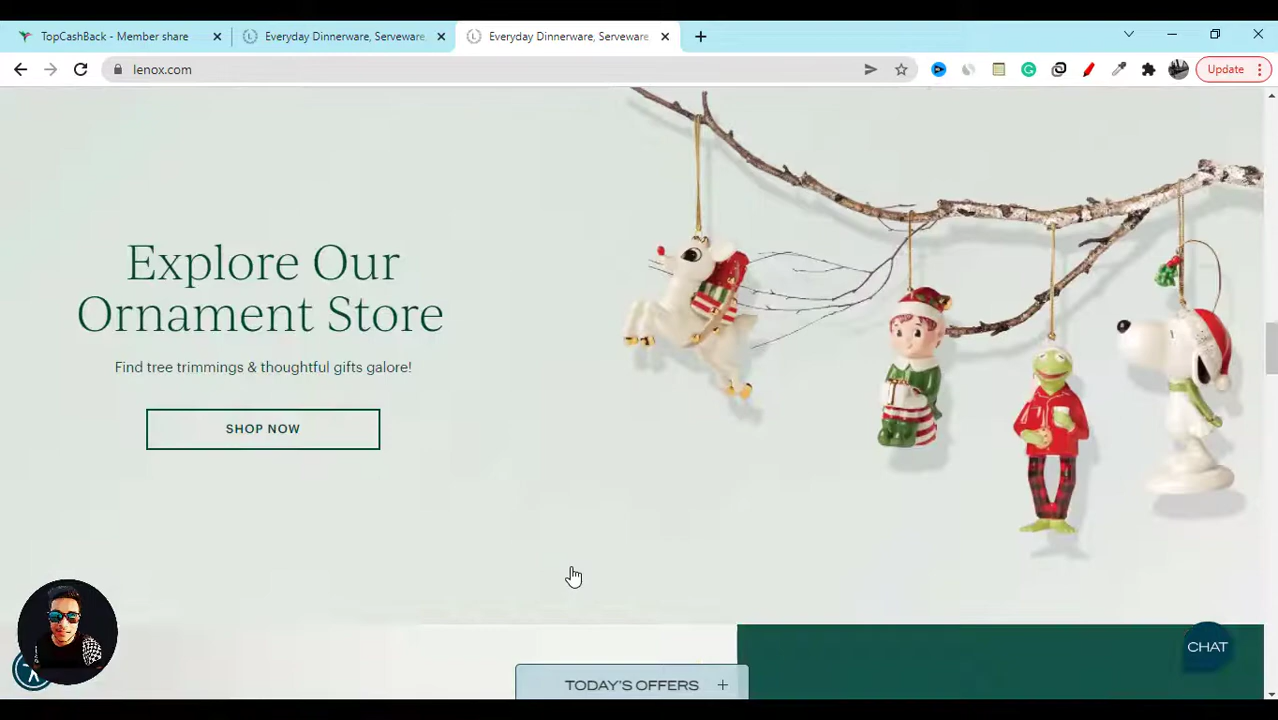 TopCashBack - Member share
Everyday Dinnerware, Serveware,
Everyday Dinnerware, Serveware
lenox.com
Update
Explore Our
Ornament Store
Find tree trimmings & thoughtful gifts galore!
SHOP NOW
CHAT
TODAY'S OFFERS +